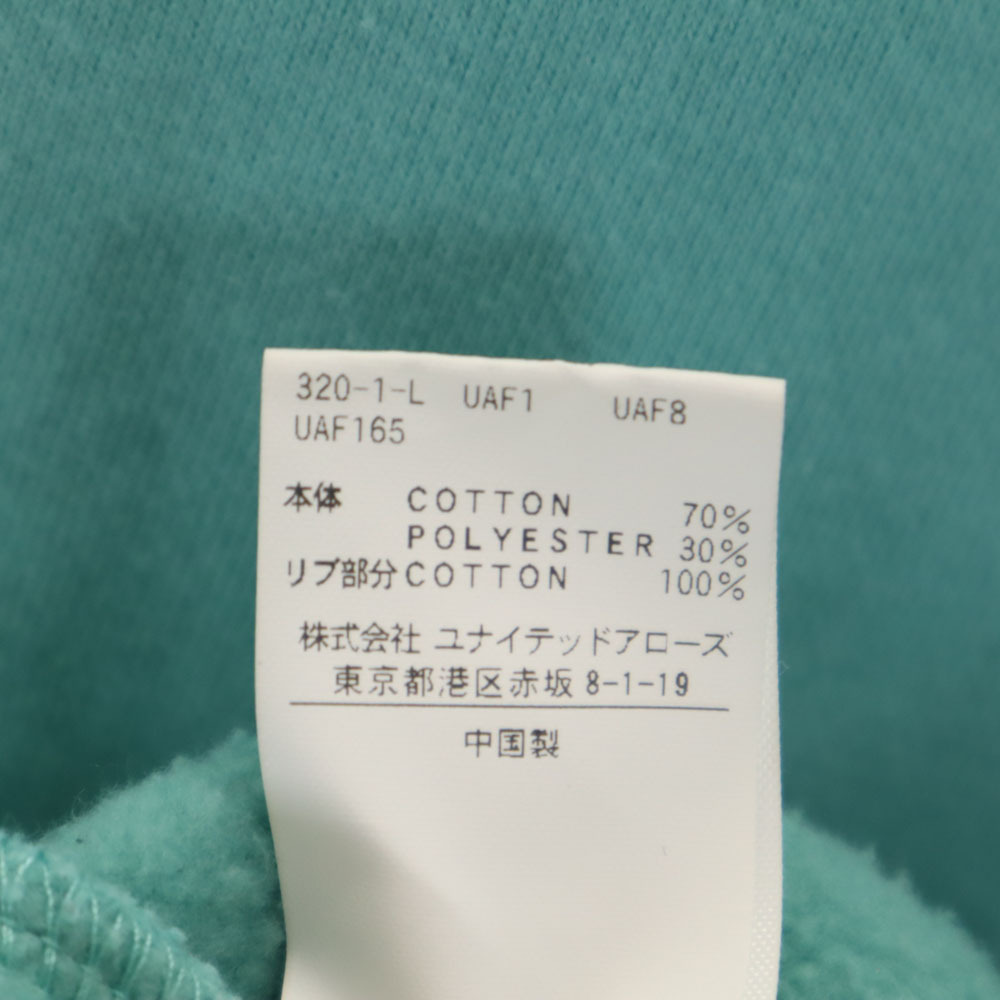 320-1-L UAF1 UAF8
UAF165
本体 COTTON 70%
POLYESTER 30%
リブ部分 COTTON 100%
株式会社 ユナイテッドアローズ
東京都港区赤坂 8-1-19
中国製